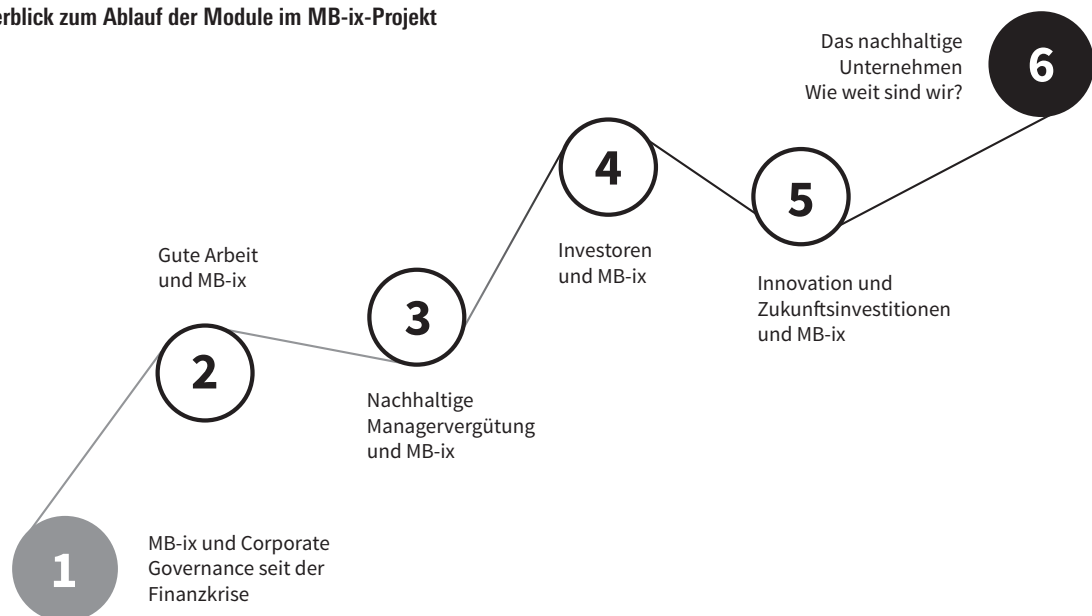 erblick zum Ablauf der Module im MB-ix-Projekt
1
MB-ix und Corporate
Governance seit der
Finanzkrise
2
Gute Arbeit
und MB-ix
3
Nachhaltige
Managervergütung
und MB-ix
4
Investoren
und MB-ix
5
Innovation und
Zukunftsinvestitionen
und MB-ix
6
Das nachhaltige
Unternehmen
Wie weit sind wir?